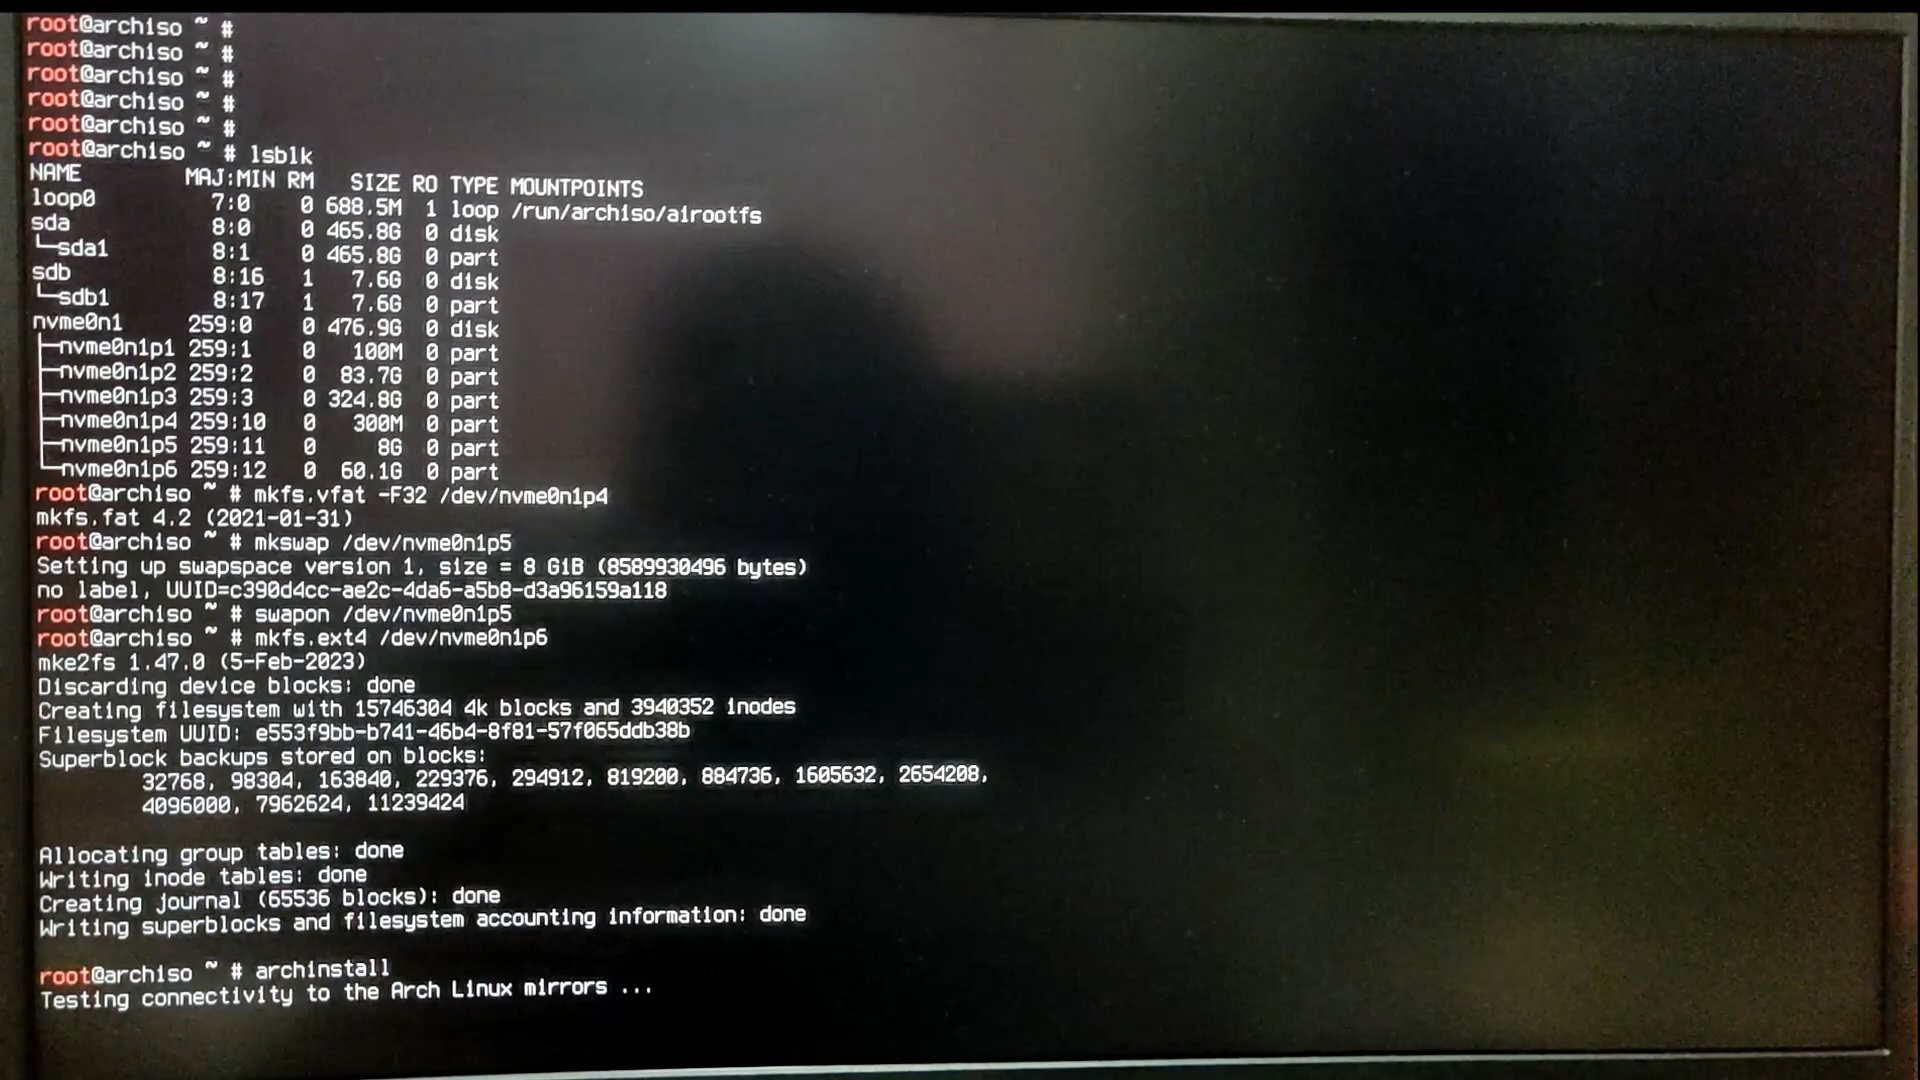 root@archiso ~ #
root@archiso ~ #
root@archiso ~ #
root@archiso ~ #
root@archiso ~ #
root@archiso ~ # lsblk
NAME MAJ:MIN RM SIZE RO TYPE MOUNTPOINTS
loop0 7:0 0 688.5M 1 loop /run/archiso/airootfs
sda 8:0 0 465.8G 0 disk
└─sda1 8:1 0 465.8G 0 part
sdb 8:16 1 7.6G 0 disk
└─sdb1 8:17 1 7.6G 0 part
nvme0n1 259:0 0 476.9G 0 disk
├─nvme0n1p1 259:1 0 100M 0 part
├─nvme0n1p2 259:2 0 83.7G 0 part
├─nvme0n1p3 259:3 0 324.8G 0 part
├─nvme0n1p4 259:10 0 300M 0 part
├─nvme0n1p5 259:11 0 8G 0 part
└─nvme0n1p6 259:12 0 60.1G 0 part
root@archiso ~ # mkfs.vfat -F32 /dev/nvme0n1p4
mkfs.fat 4.2 (2021-01-31)
root@archiso ~ # mkswap /dev/nvme0n1p5
Setting up swapspace version 1, size = 8 GiB (8589930496 bytes)
no label, UUID=c390d4cc-ae2c-4da6-a5b8-d3a96159a118
root@archiso ~ # swapon /dev/nvme0n1p5
root@archiso ~ # mkfs.ext4 /dev/nvme0n1p6
mke2fs 1.47.0 (5-Feb-2023)
Discarding device blocks: done
Creating filesystem with 15746304 4k blocks and 3940352 inodes
Filesystem UUID: e553f9bb-b741-46b4-8f81-57f065ddb38b
Superblock backups stored on blocks:
32768, 98304, 163840, 229376, 294912, 819200, 884736, 1605632, 2654208,
4096000, 7962624, 11239424
Allocating group tables: done
Writing inode tables: done
Creating journal (65536 blocks): done
Writing superblocks and filesystem accounting information: done
root@archiso ~ # archinstall
Testing connectivity to the Arch Linux mirrors ...